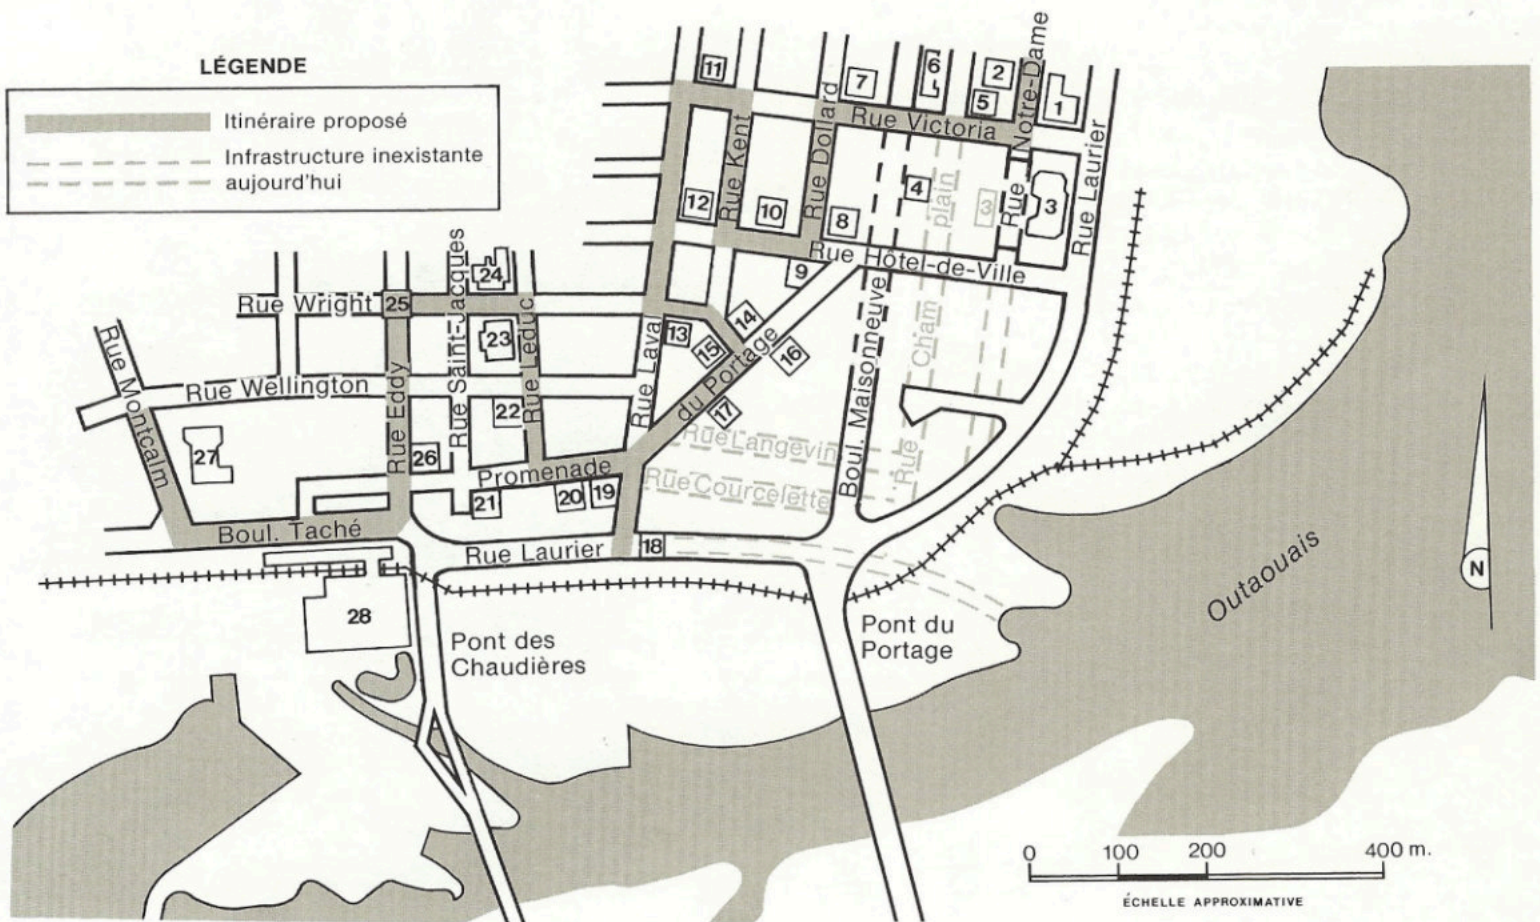 LÉGENDE
Itinéraire proposé
Infrastructure inexistante
aujourd'hui
11
7
6
2
5
Notre-Dame
1
Rue Victoria
Rue Kent
Rue Dollard
Rue Laurier
12
10
8
4
plain
3
Rue
3
Rue Hôtel-de-Ville
9
Rue Saint-Jacques
24
Rue Wright
25
23
Rue Leduc
Rue Lava
13
14
15
16
du Portage
17
Boul. Maisonneuve
Rue Cham
Rue Montcalm
Rue Wellington
Rue Eddy
22
27
26
Promenade
21
20
19
Rue Langevin
Rue Courcelette
Boul. Taché
Rue Laurier
18
28
Pont des
Chaudières
Pont du
Portage
Outaouais
N
0
100
200
400 m.
ÉCHELLE APPROXIMATIVE